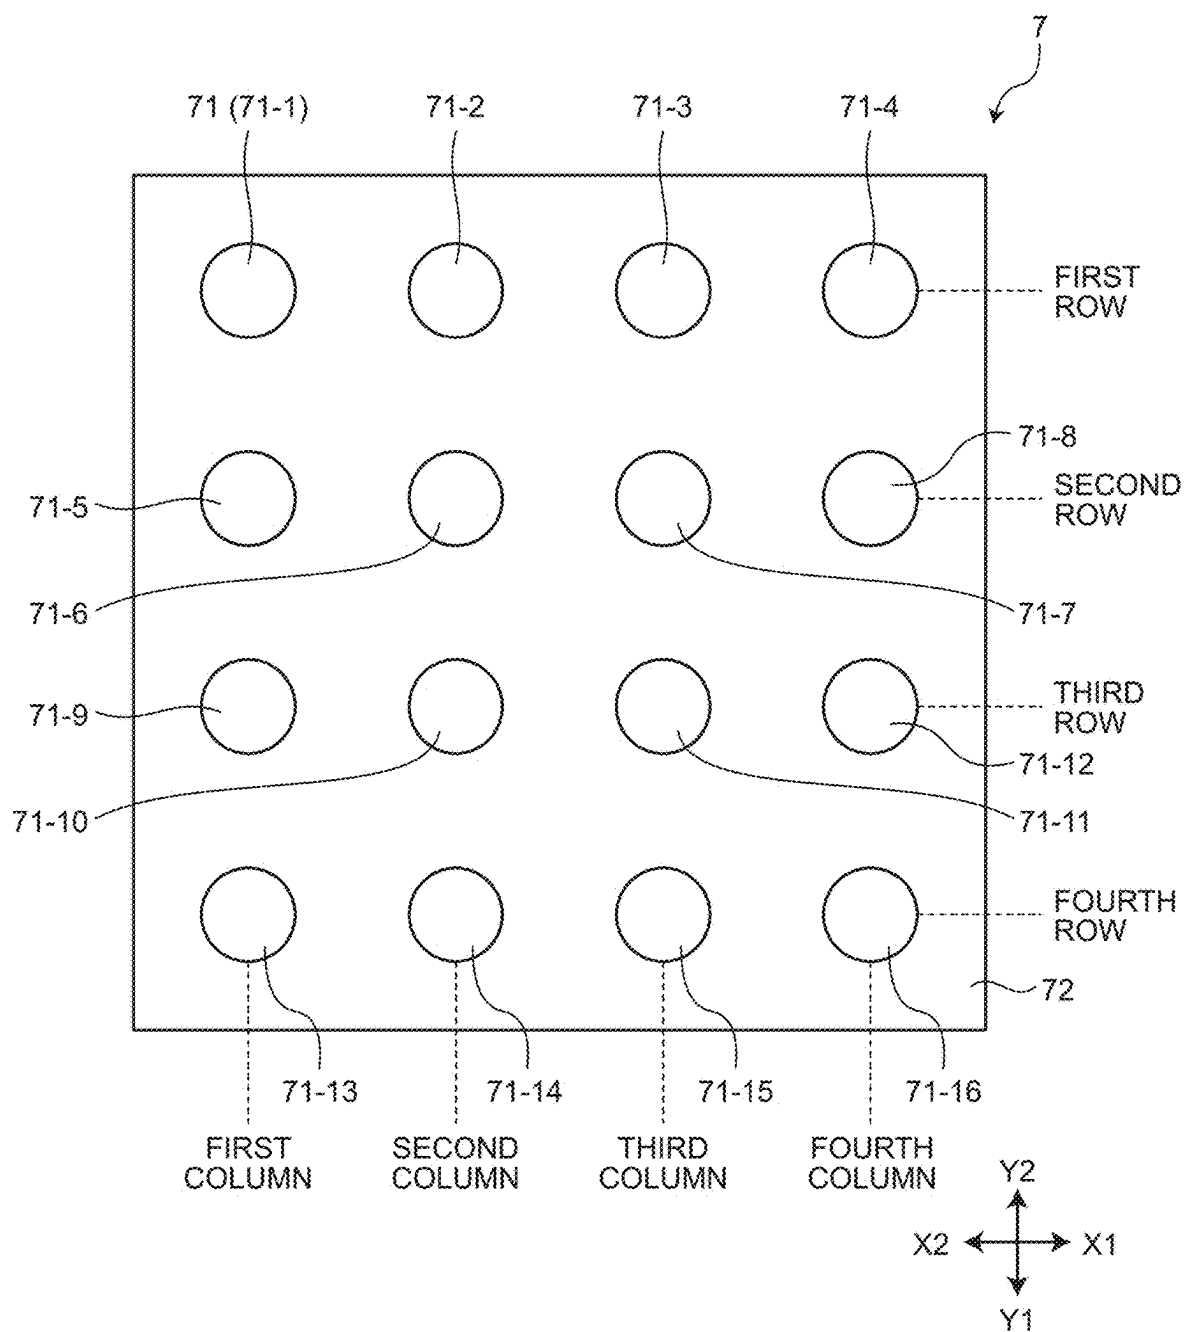 7
71 (71-1)
71-2
71-3
71-4
FIRST
ROW
71-8
71-5
SECOND
ROW
71-6
71-7
71-9
THIRD
ROW
71-12
71-10
71-11
FOURTH
ROW
72
71-13
71-14
71-15
71-16
FIRST
COLUMN
SECOND
COLUMN
THIRD
COLUMN
FOURTH
COLUMN
Y2
X2
X1
Y1